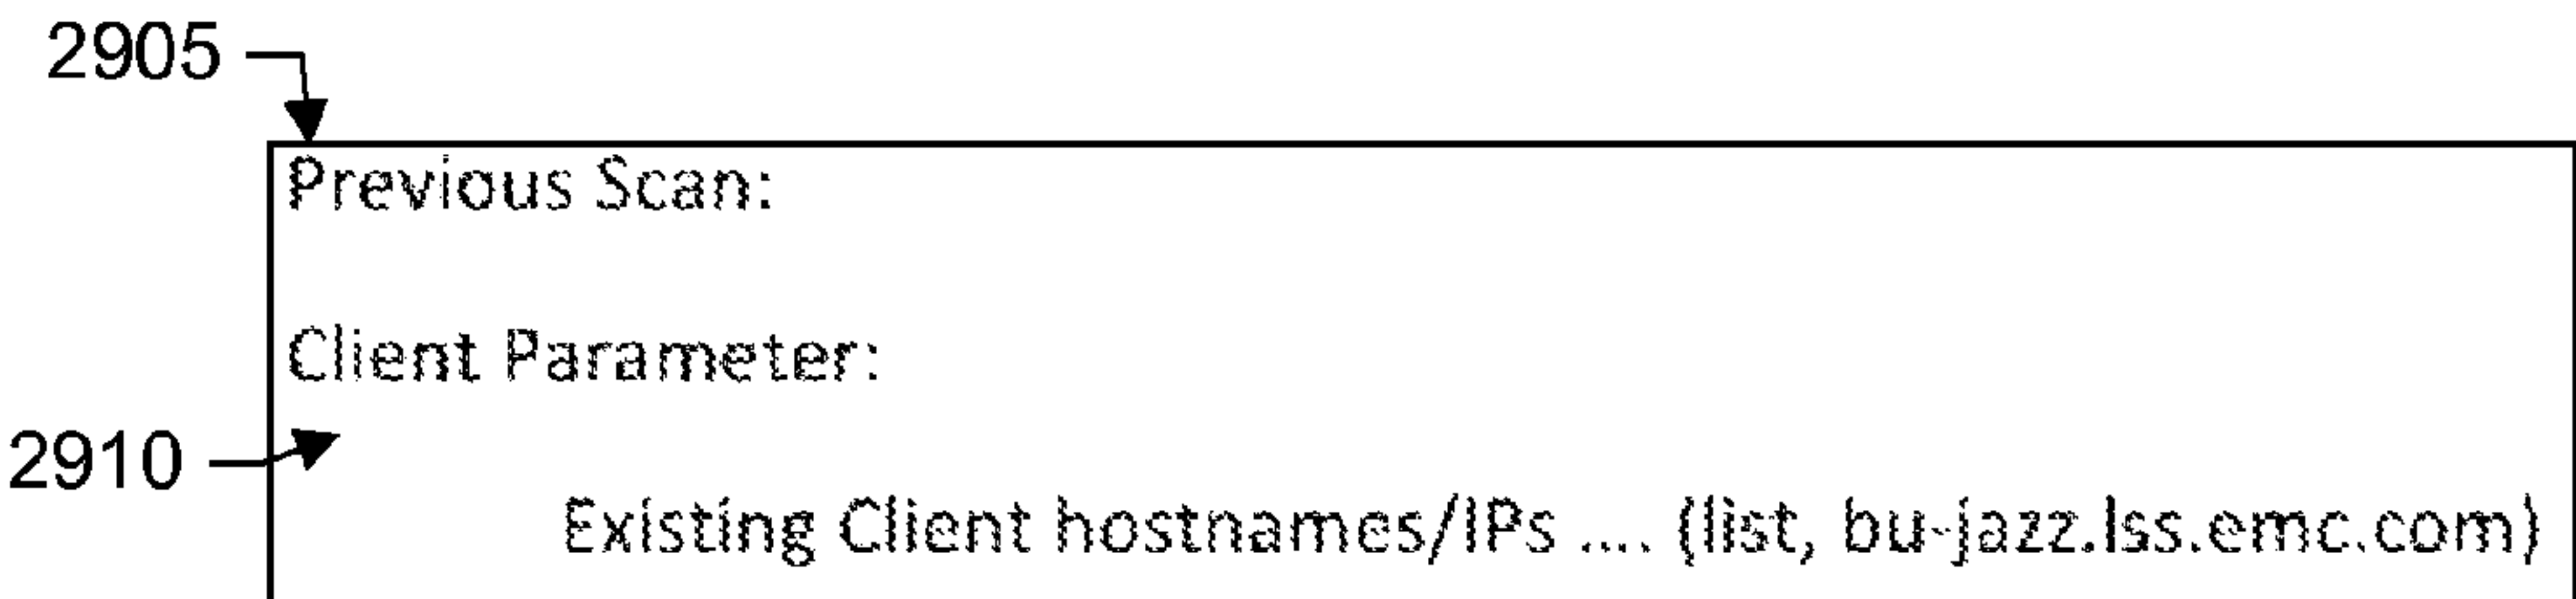 2905
Previous Scan:
Client Parameter:
2910
Existing Client hostnames/IPs .... (list, bu-jazz.lss.emc.com)